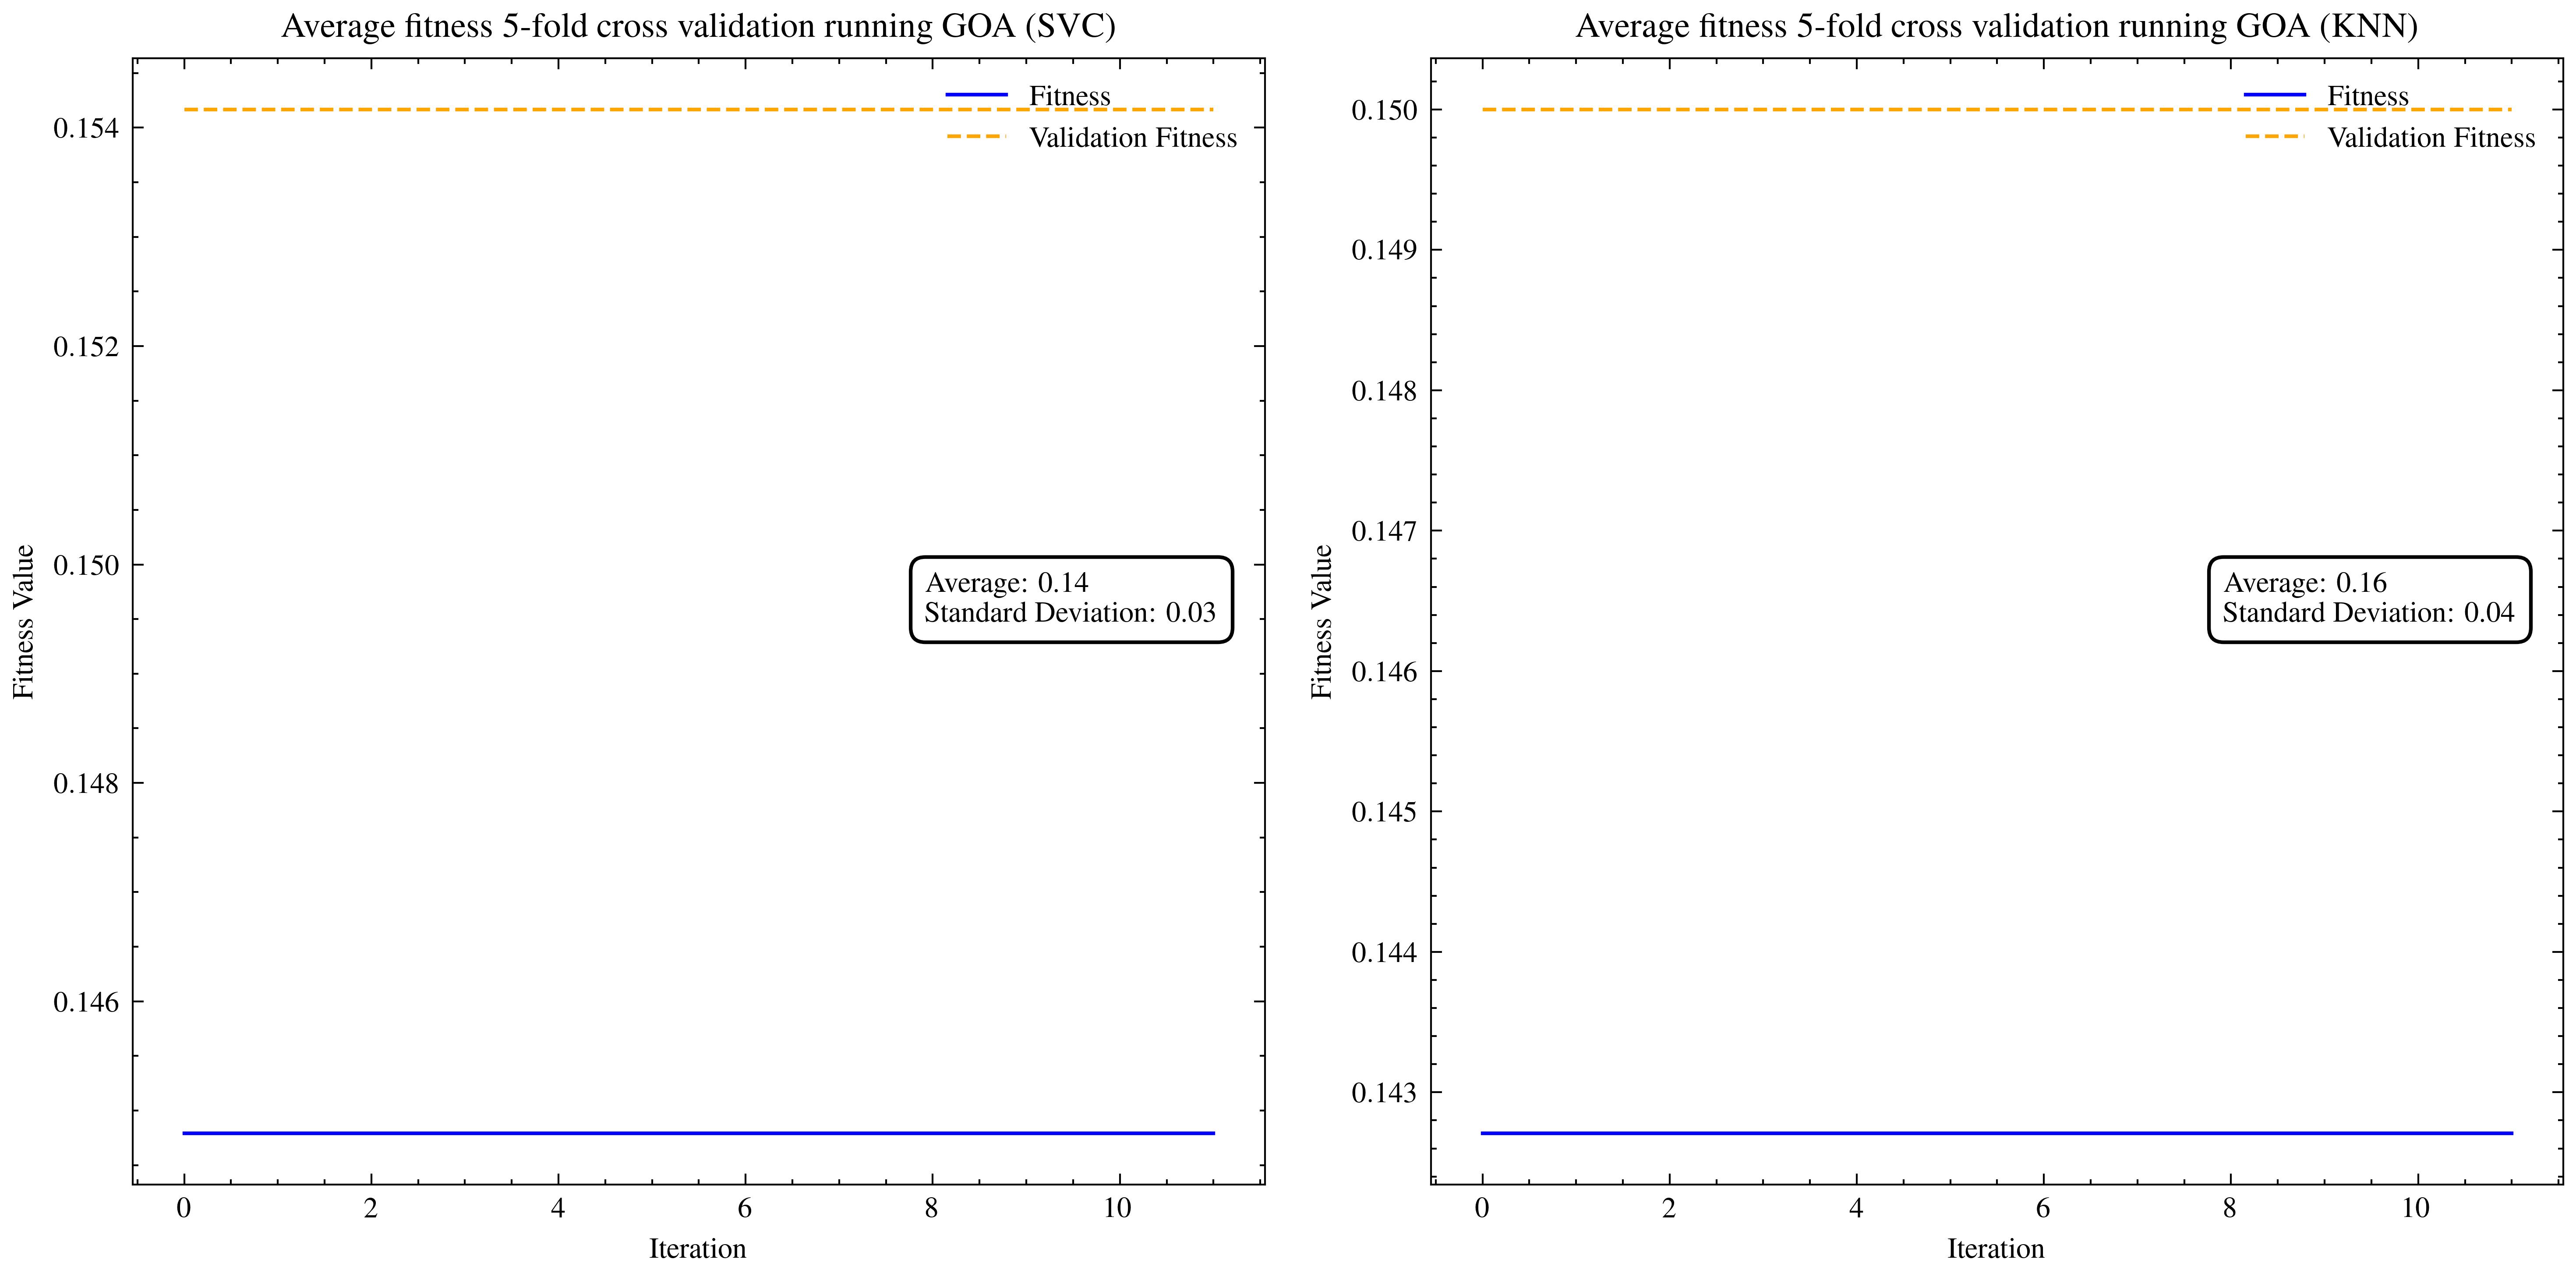 Average fitness 5-fold cross validation running GOA (SVC)
Fitness
Validation Fitness
0.154
0.152
0.150
0.148
0.146
Fitness Value
Average: 0.14
Standard Deviation: 0.03
0 2 4 6 8 10
Iteration
Average fitness 5-fold cross validation running GOA (KNN)
Fitness
Validation Fitness
0.150
0.149
0.148
0.147
0.146
0.145
0.144
0.143
Fitness Value
Average: 0.16
Standard Deviation: 0.04
0 2 4 6 8 10
Iteration